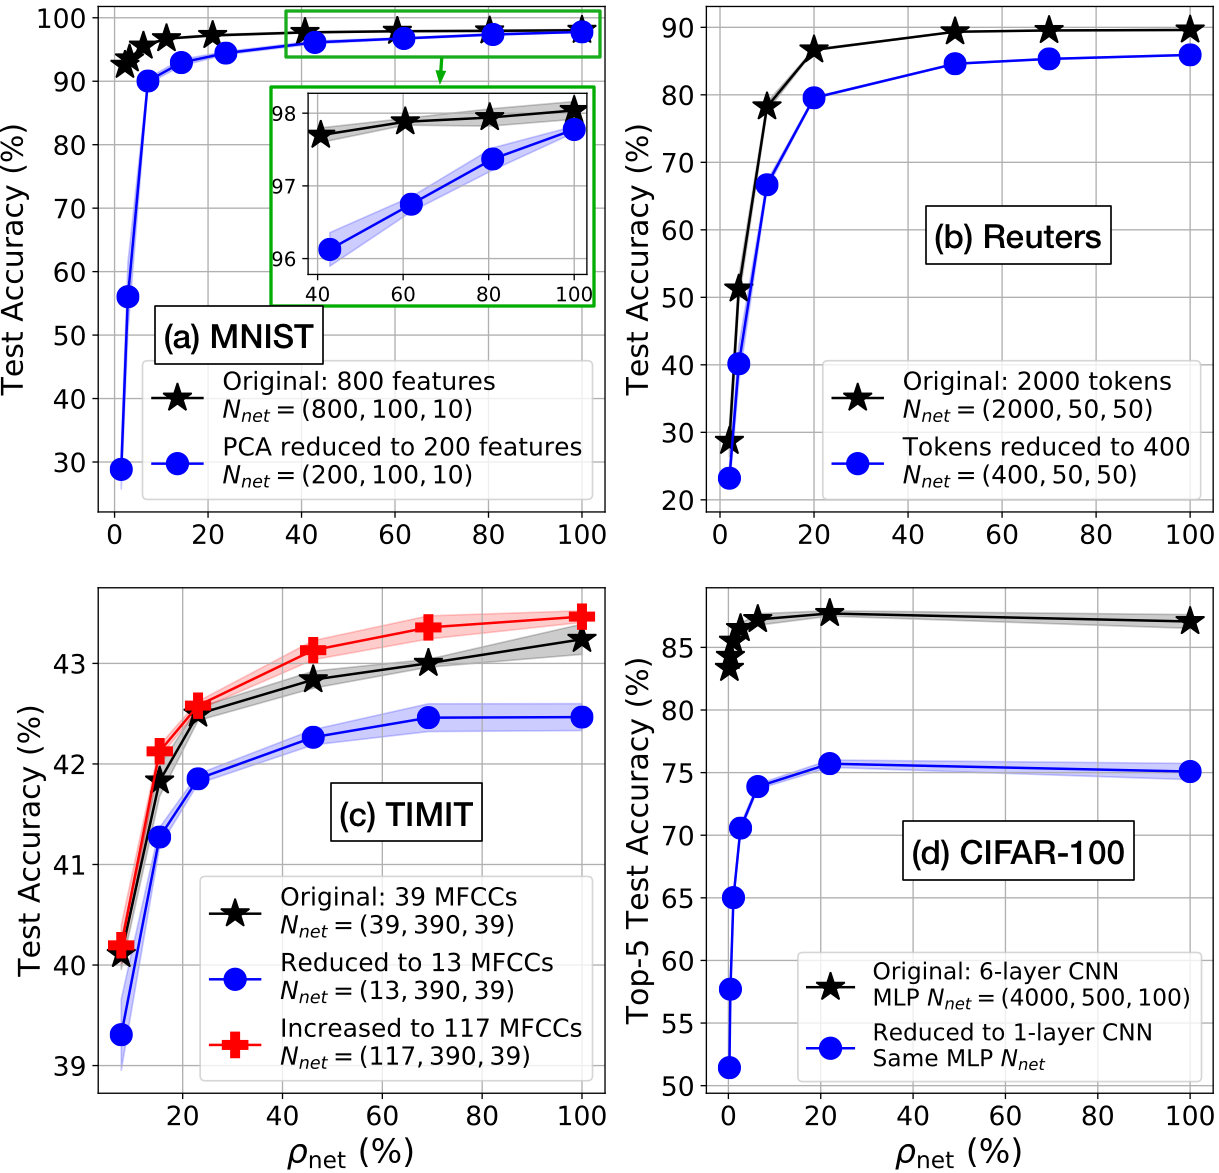 100
90
80
70
60
50
40
30
Test Accuracy (%)
98
97
96
40 60 80 100
(a) MNIST
Original: 800 features
N_net = (800, 100, 10)
PCA reduced to 200 features
N_net = (200, 100, 10)
0 20 40 60 80 100
90
80
70
60
50
40
30
20
Test Accuracy (%)
(b) Reuters
Original: 2000 tokens
N_net = (2000, 50, 50)
Tokens reduced to 400
N_net = (400, 50, 50)
0 20 40 60 80 100
43
42
41
40
39
Test Accuracy (%)
(c) TIMIT
Original: 39 MFCCs
N_net = (39, 390, 39)
Reduced to 13 MFCCs
N_net = (13, 390, 39)
Increased to 117 MFCCs
N_net = (117, 390, 39)
20 40 60 80 100
ρ_net (%)
85
80
75
70
65
60
55
50
Top-5 Test Accuracy (%)
(d) CIFAR-100
Original: 6-layer CNN
MLP N_net = (4000, 500, 100)
Reduced to 1-layer CNN
Same MLP N_net
0 20 40 60 80 100
ρ_net (%)